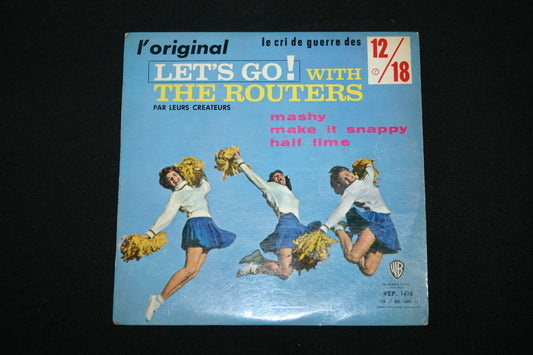 l'original
le cri de guerre des
12/18
LET'S GO! WITH
THE ROUTERS
PAR LEURS CREATEURS
mashy
make it snappy
half time
WB
WEP. 1418